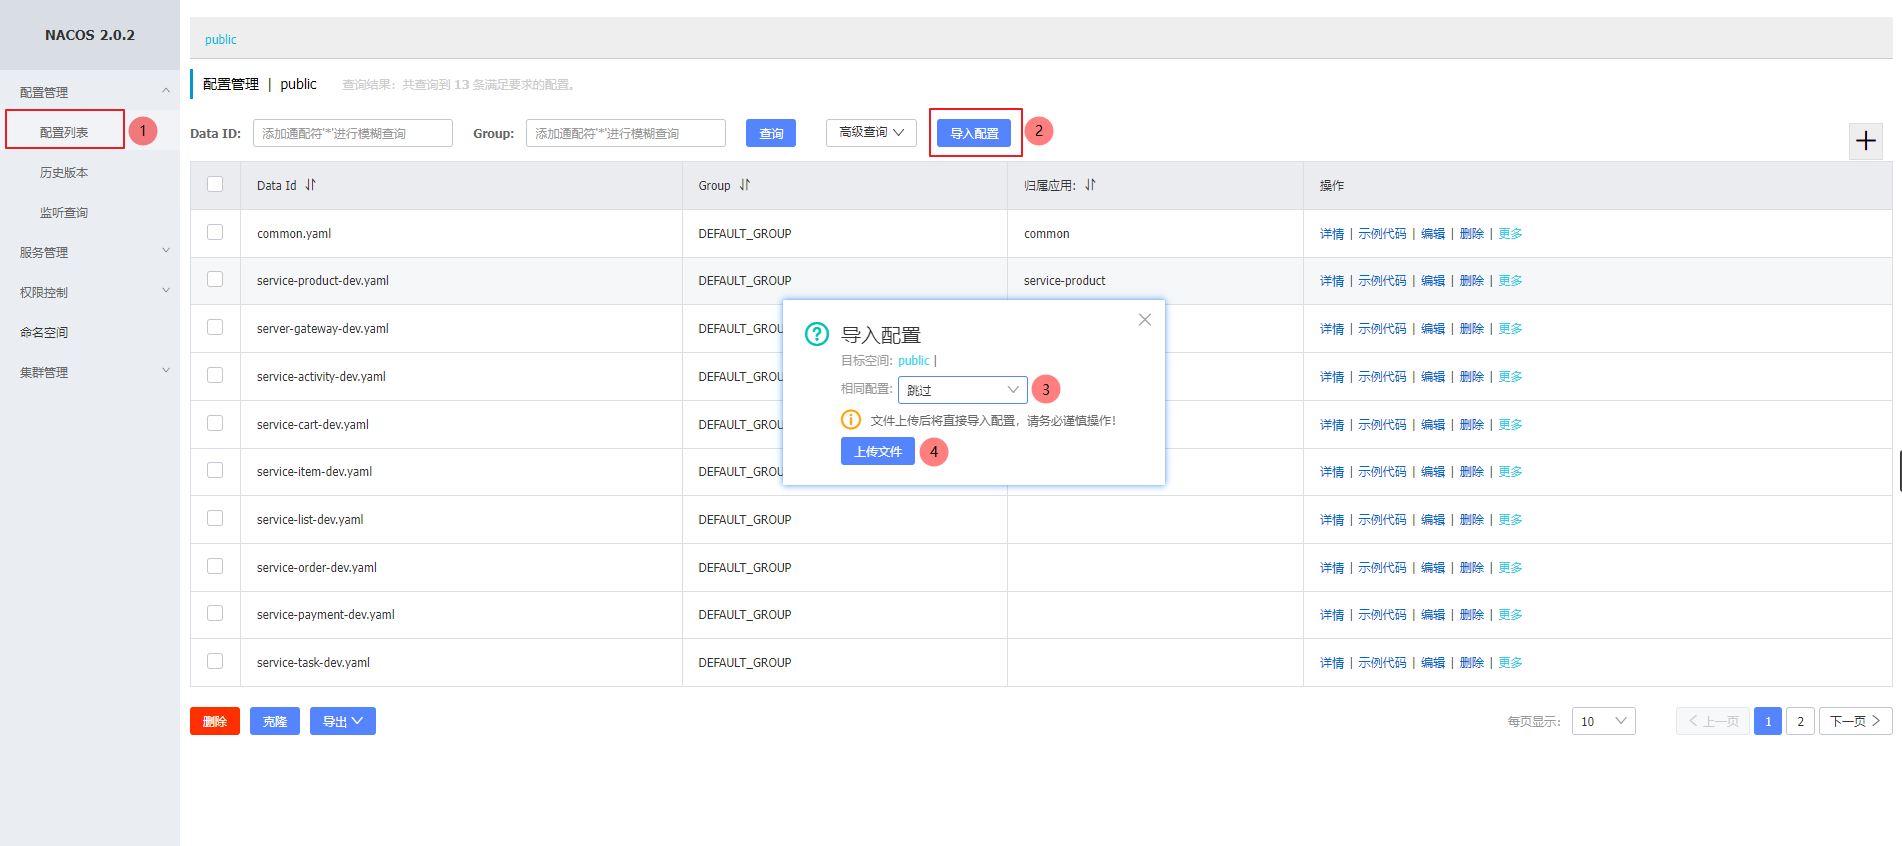 NACOS 2.0.2
配置管理
配置列表
1
历史版本
监听查询
服务管理
权限控制
命名空间
集群管理
public
配置管理 | public 查询结果：共查询到 13 条满足要求的配置。
Data ID: 添加通配符'*'进行模糊查询 Group: 添加通配符'*'进行模糊查询 查询 高级查询 导入配置 2
Data Id Group 归属应用: 操作
common.yaml DEFAULT_GROUP common 详情 | 示例代码 | 编辑 | 删除 | 更多
service-product-dev.yaml DEFAULT_GROUP service-product 详情 | 示例代码 | 编辑 | 删除 | 更多
server-gateway-dev.yaml DEFAULT_GROU 详情 | 示例代码 | 编辑 | 删除 | 更多
service-activity-dev.yaml DEFAULT_GROU 详情 | 示例代码 | 编辑 | 删除 | 更多
service-cart-dev.yaml DEFAULT_GROU 详情 | 示例代码 | 编辑 | 删除 | 更多
service-item-dev.yaml DEFAULT_GROU 详情 | 示例代码 | 编辑 | 删除 | 更多
service-list-dev.yaml DEFAULT_GROUP 详情 | 示例代码 | 编辑 | 删除 | 更多
service-order-dev.yaml DEFAULT_GROUP 详情 | 示例代码 | 编辑 | 删除 | 更多
service-payment-dev.yaml DEFAULT_GROUP 详情 | 示例代码 | 编辑 | 删除 | 更多
service-task-dev.yaml DEFAULT_GROUP 详情 | 示例代码 | 编辑 | 删除 | 更多
导入配置
目标空间: public |
相同配置: 跳过 3
文件上传后将直接导入配置，请务必谨慎操作！
上传文件 4
删除 克隆 导出 每页显示: 10 上一页 1 2 下一页